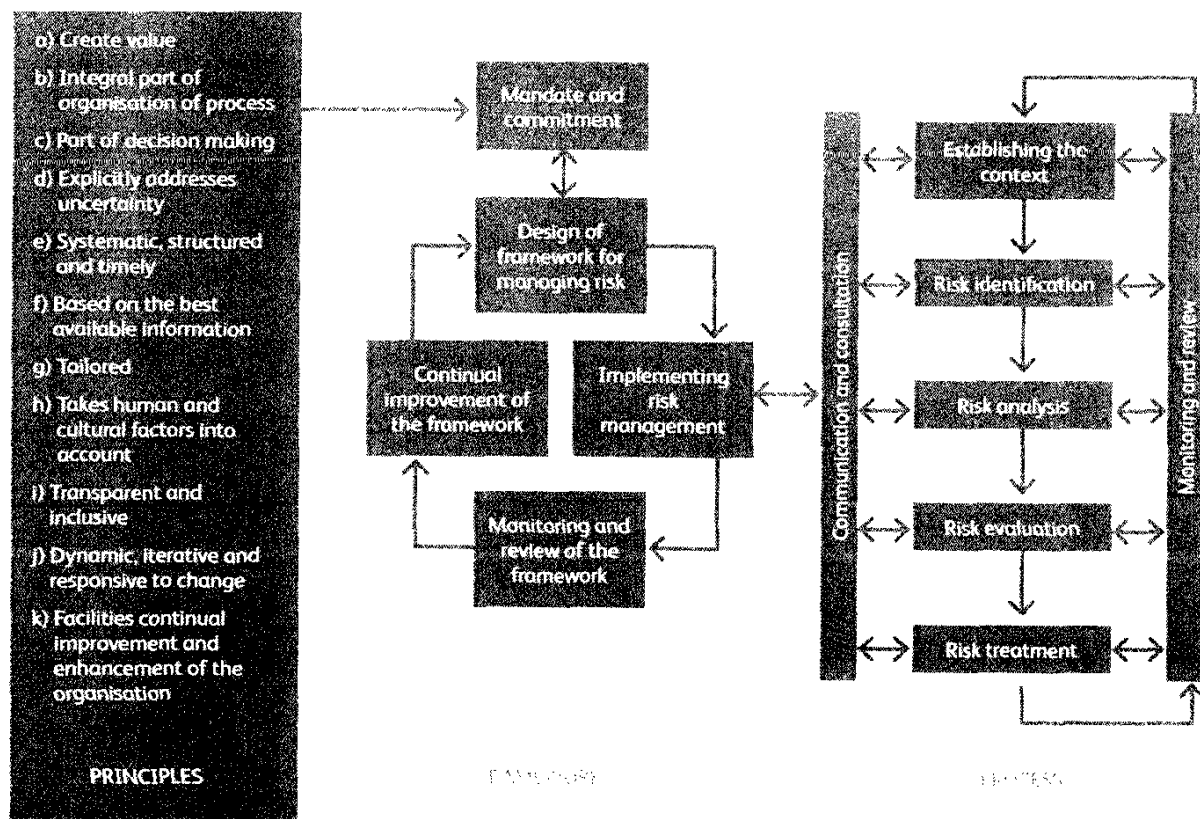 a) Create value
b) Integral part of
organisation of process
c) Part of decision making
d) Explicitly addresses
uncertainty
e) Systematic, structured
and timely
f) Based on the best
available information
g) Tailored
h) Takes human and
cultural factors into
account
i) Transparent and
inclusive
j) Dynamic, iterative and
responsive to change
k) Facilities continual
improvement and
enhancement of the
organisation
PRINCIPLES
Mandate and
commitment
Design of
framework for
managing risk
Continual
improvement of
the framework
Implementing
risk
management
Monitoring and
review of the
framework
Communication and consultation
Establishing the
context
Risk identification
Risk analysis
Risk evaluation
Risk treatment
Monitoring and review